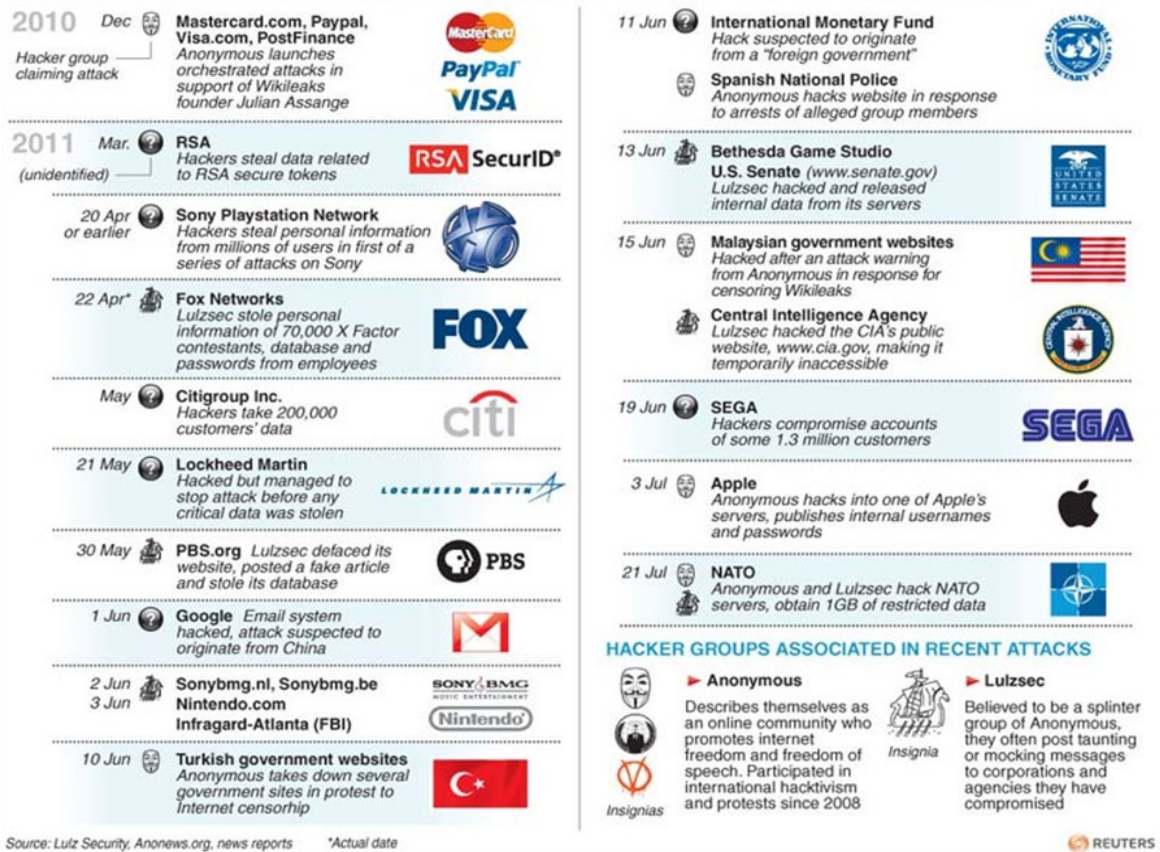 2010 Dec
Hacker group
claiming attack
Mastercard.com, Paypal,
Visa.com, PostFinance
Anonymous launches
orchestrated attacks in
support of Wikileaks
founder Julian Assange
MasterCard
PayPal
VISA
2011 Mar.
(unidentified)
RSA
Hackers steal data related
to RSA secure tokens
RSA SecurID®
20 Apr
or earlier
Sony Playstation Network
Hackers steal personal information
from millions of users in first of a
series of attacks on Sony
22 Apr*
Fox Networks
Lulzsec stole personal
information of 70,000 X Factor
contestants, database and
passwords from employees
FOX
May
Citigroup Inc.
Hackers take 200,000
customers' data
citi
21 May
Lockheed Martin
Hacked but managed to
stop attack before any
critical data was stolen
LOCKHEED MARTIN
30 May
PBS.org Lulzsec defaced its
website, posted a fake article
and stole its database
PBS
1 Jun
Google Email system
hacked, attack suspected to
originate from China
2 Jun
3 Jun
Sonybmg.nl, Sonybmg.be
Nintendo.com
Infragard-Atlanta (FBI)
SONY BMG
MUSIC ENTERTAINMENT
Nintendo®
10 Jun
Turkish government websites
Anonymous takes down several
government sites in protest to
Internet censorhip
Source: Lulz Security, Anonews.org, news reports *Actual date
11 Jun
International Monetary Fund
Hack suspected to originate
from a "foreign government"
INTERNATIONAL
MONETARY FUND
Spanish National Police
Anonymous hacks website in response
to arrests of alleged group members
13 Jun
Bethesda Game Studio
U.S. Senate (www.senate.gov)
Lulzsec hacked and released
internal data from its servers
UNITED
STATES
SENATE
15 Jun
Malaysian government websites
Hacked after an attack warning
from Anonymous in response for
censoring Wikileaks
Central Intelligence Agency
Lulzsec hacked the CIA's public
website, www.cia.gov, making it
temporarily inaccessible
CENTRAL INTELLIGENCE AGENCY
19 Jun
SEGA
Hackers compromise accounts
of some 1.3 million customers
SEGA
3 Jul
Apple
Anonymous hacks into one of Apple's
servers, publishes internal usernames
and passwords
21 Jul
NATO
Anonymous and Lulzsec hack NATO
servers, obtain 1GB of restricted data
HACKER GROUPS ASSOCIATED IN RECENT ATTACKS
Insignias
Anonymous
Describes themselves as
an online community who
promotes internet
freedom and freedom of
speech. Participated in
international hacktivism
and protests since 2008
Insignia
Lulzsec
Believed to be a splinter
group of Anonymous,
they often post taunting
or mocking messages
to corporations and
agencies they have
compromised
REUTERS